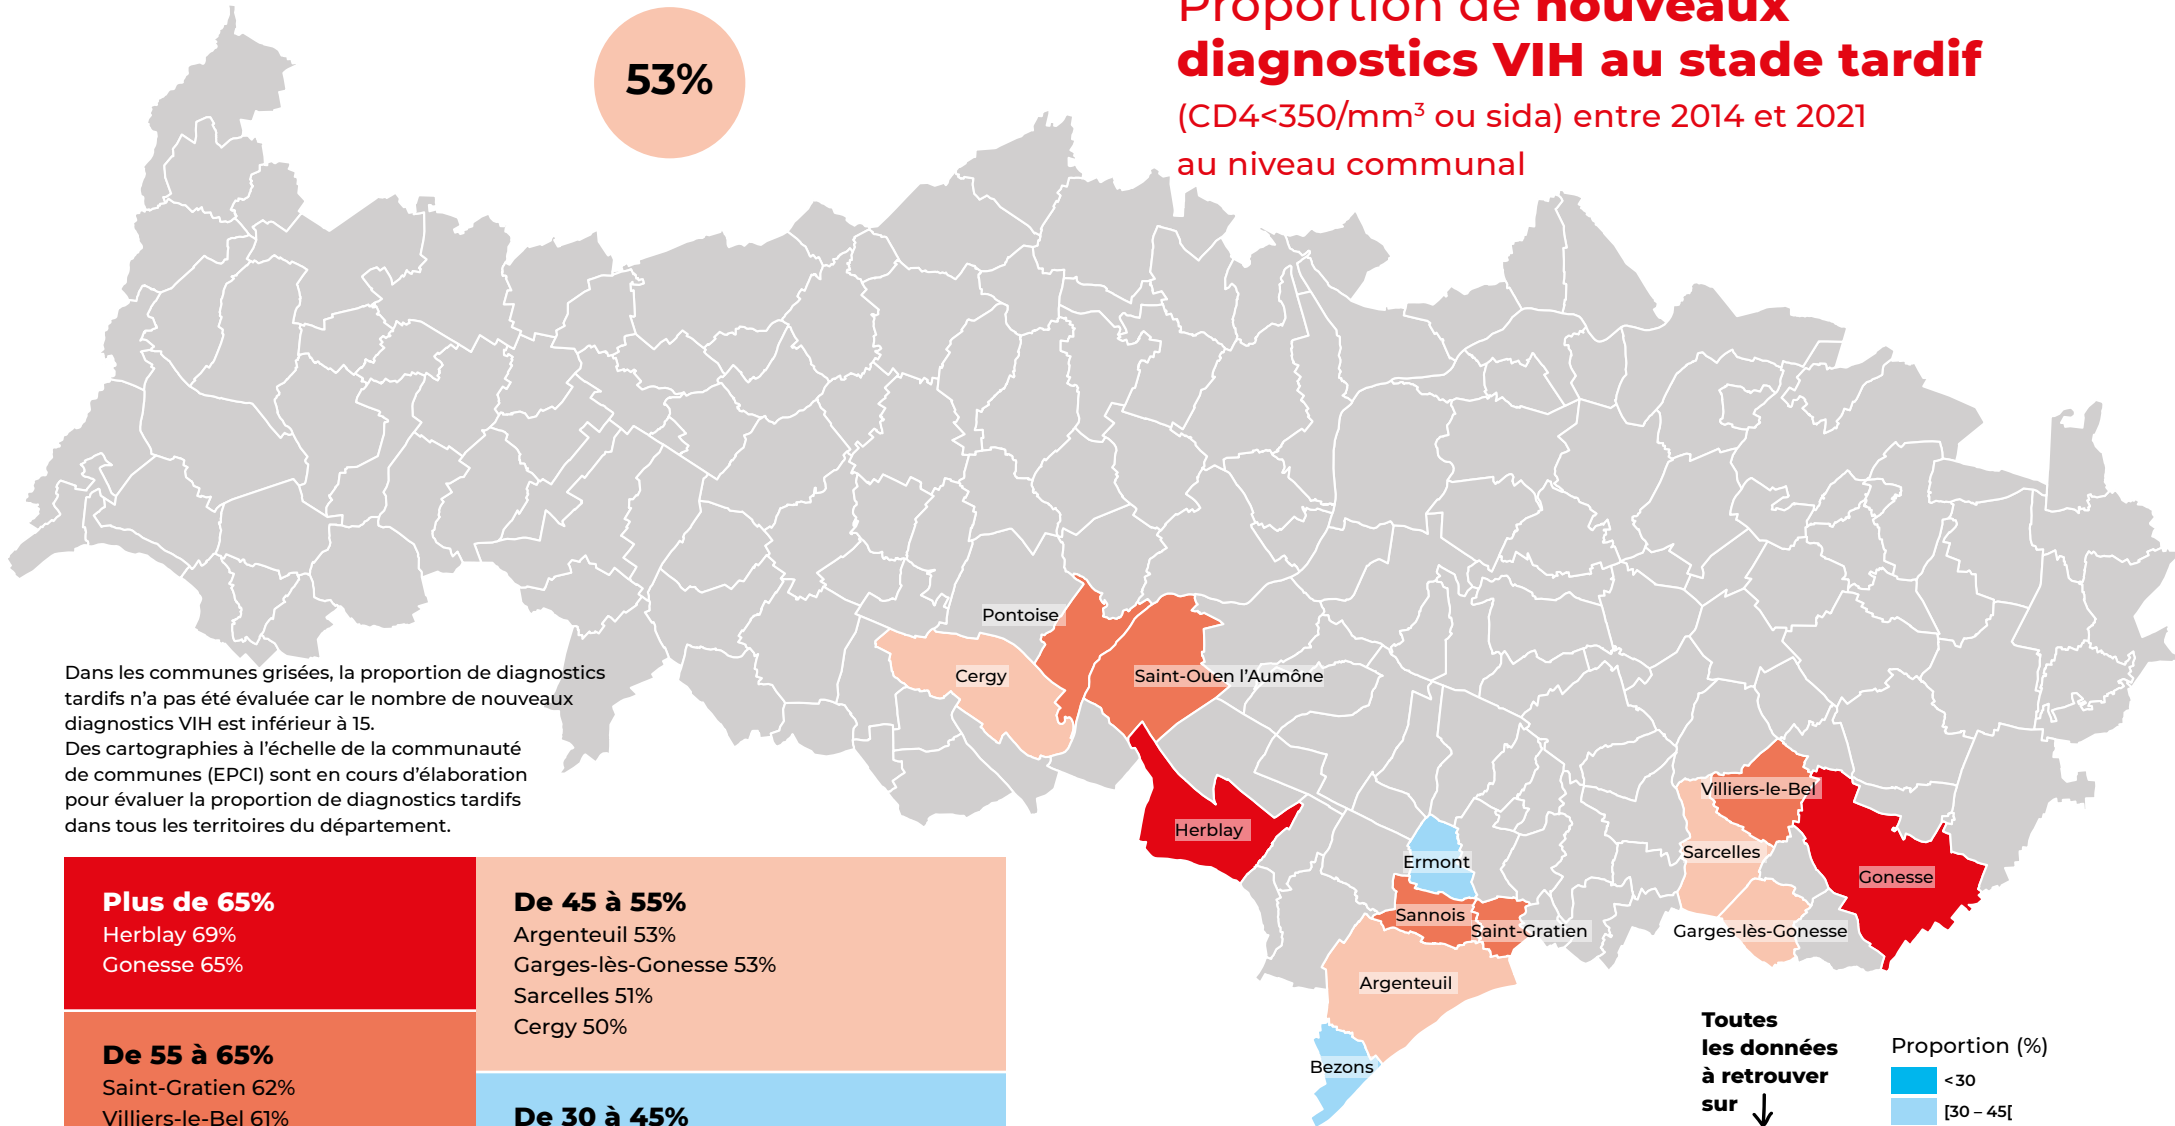 53%
Proportion de nouveaux
diagnostics VIH au stade tardif
(CD4<350/mm³ ou sida) entre 2014 et 2021
au niveau communal
Pontoise
Cergy
Saint-Ouen l'Aumône
Herblay
Ermont
Sannois
Saint-Gratien
Argenteuil
Bezons
Villiers-le-Bel
Sarcelles
Gonesse
Garges-lès-Gonesse
Dans les communes grisées, la proportion de diagnostics
tardifs n'a pas été évaluée car le nombre de nouveaux
diagnostics VIH est inférieur à 15.
Des cartographies à l'échelle de la communauté
de communes (EPCI) sont en cours d'élaboration
pour évaluer la proportion de diagnostics tardifs
dans tous les territoires du département.
Plus de 65%
Herblay 69%
Gonesse 65%
De 55 à 65%
Saint-Gratien 62%
Villiers-le-Bel 61%
De 45 à 55%
Argenteuil 53%
Garges-lès-Gonesse 53%
Sarcelles 51%
Cergy 50%
De 30 à 45%
Toutes
les données
à retrouver
sur
Proportion (%)
<30
[30 – 45[